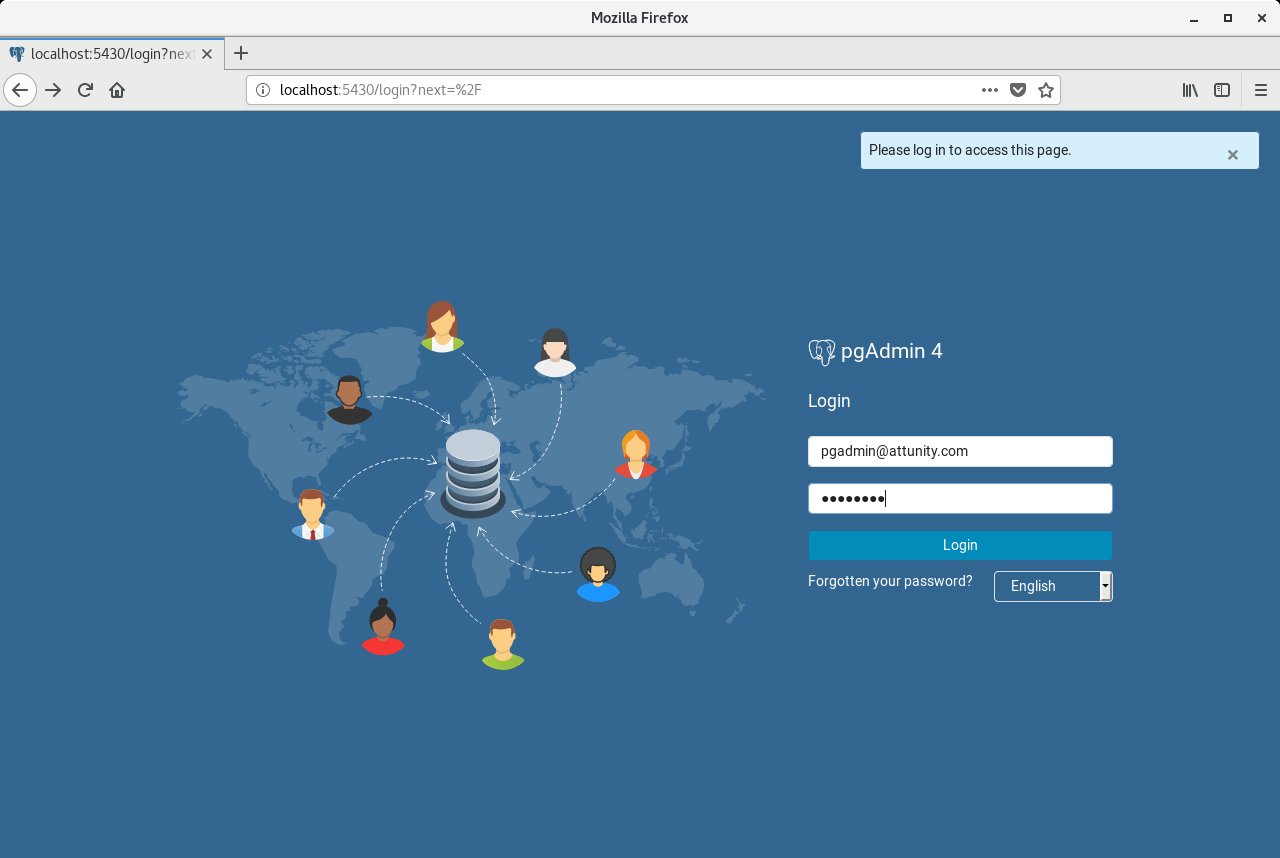 Mozilla Firefox
localhost:5430/login?next
localhost:5430/login?next=%2F
Please log in to access this page.
pgAdmin 4
Login
pgadmin@attunity.com
••••••••
Login
Forgotten your password?
English